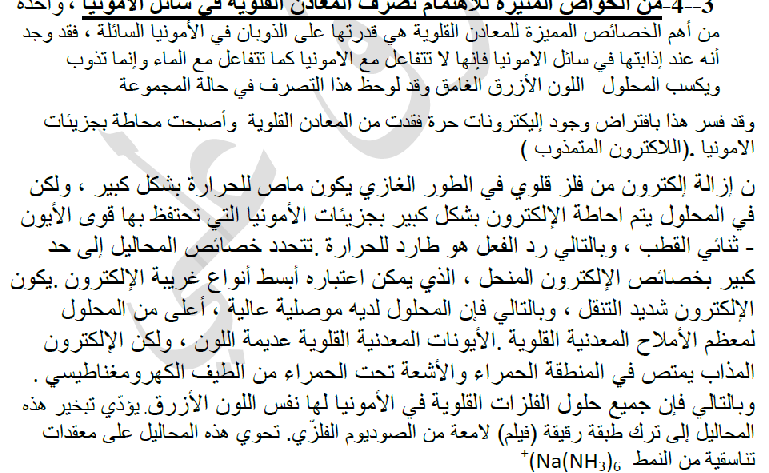 3--4-من الخواص المثيرة للاهتمام تصرف المعادن القلوية في سائل الامونيا ، واحدة
من أهم الخصائص المميزة للمعادن القلوية هي قدرتها على الذوبان في الأمونيا السائلة ، فقد وجد
أنه عند إذابتها في سائل الامونيا فإنها لا تتفاعل مع الامونيا كما تتفاعل مع الماء وإنما تذوب
ويكسب المحلول اللون الأزرق الغامق وقد لوحظ هذا التصرف في حالة المجموعة
وقد فسر هذا بافتراض وجود إليكترونات حرة فقدت من المعادن القلوية وأصبحت محاطة بجزيئات
الامونيا .(اللاكترون المتمذوب )
ن إزالة إلكترون من فلز قلوي في الطور الغازي يكون ماص للحرارة بشكل كبير ، ولكن
في المحلول يتم احاطة الإلكترون بشكل كبير بجزيئات الأمونيا التي تحتفظ بها قوى الأيون
- ثنائي القطب ، وبالتالي رد الفعل هو طارد للحرارة .تتحدد خصائص المحاليل إلى حد
كبير بخصائص الإلكترون المنحل ، الذي يمكن اعتباره أبسط أنواع غريبة الإلكترون .يكون
الإلكترون شديد التنقل ، وبالتالي فإن المحلول لديه موصلية عالية ، أعلى من المحلول
لمعظم الأملاح المعدنية القلوية .الأيونات المعدنية القلوية عديمة اللون ، ولكن الإلكترون
المذاب يمتص في المنطقة الحمراء والأشعة تحت الحمراء من الطيف الكهرومغناطيسي .
وبالتالي فإن جميع حلول الفلزات القلوية في الأمونيا لها نفس اللون الأزرق.يؤدّي تبخير هذه
المحاليل إلى ترك طبقة رقيقة (فيلم) لامعة من الصوديوم الفلزّي. تحوي هذه المحاليل على معقدات
تناسقية من النمط (Na(NH₃)₆)⁺